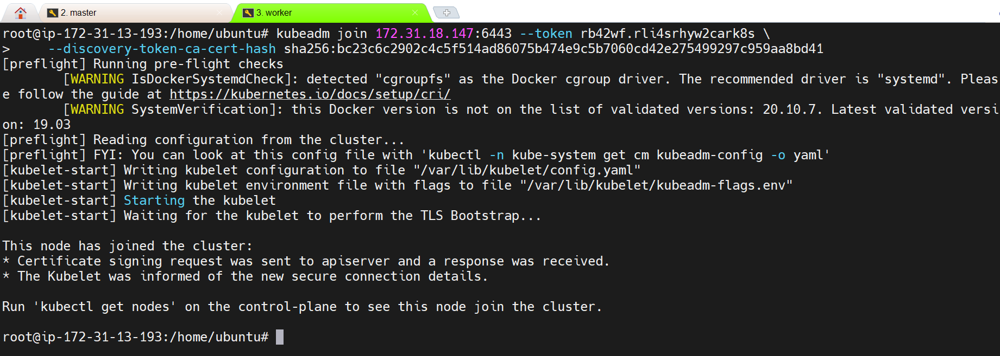 2. master
3. worker
root@ip-172-31-13-193:/home/ubuntu# kubeadm join 172.31.18.147:6443 --token rb42wf.rli4srhyw2cark8s \
>     --discovery-token-ca-cert-hash sha256:bc23c6c2902c4c5f514ad86075b474e9c5b7060cd42e275499297c959aa8bd41
[preflight] Running pre-flight checks
        [WARNING IsDockerSystemdCheck]: detected "cgroupfs" as the Docker cgroup driver. The recommended driver is "systemd". Pleas
e follow the guide at https://kubernetes.io/docs/setup/cri/
        [WARNING SystemVerification]: this Docker version is not on the list of validated versions: 20.10.7. Latest validated versi
on: 19.03
[preflight] Reading configuration from the cluster...
[preflight] FYI: You can look at this config file with 'kubectl -n kube-system get cm kubeadm-config -o yaml'
[kubelet-start] Writing kubelet configuration to file "/var/lib/kubelet/config.yaml"
[kubelet-start] Writing kubelet environment file with flags to file "/var/lib/kubelet/kubeadm-flags.env"
[kubelet-start] Starting the kubelet
[kubelet-start] Waiting for the kubelet to perform the TLS Bootstrap...
This node has joined the cluster:
* Certificate signing request was sent to apiserver and a response was received.
* The Kubelet was informed of the new secure connection details.
Run 'kubectl get nodes' on the control-plane to see this node join the cluster.
root@ip-172-31-13-193:/home/ubuntu#